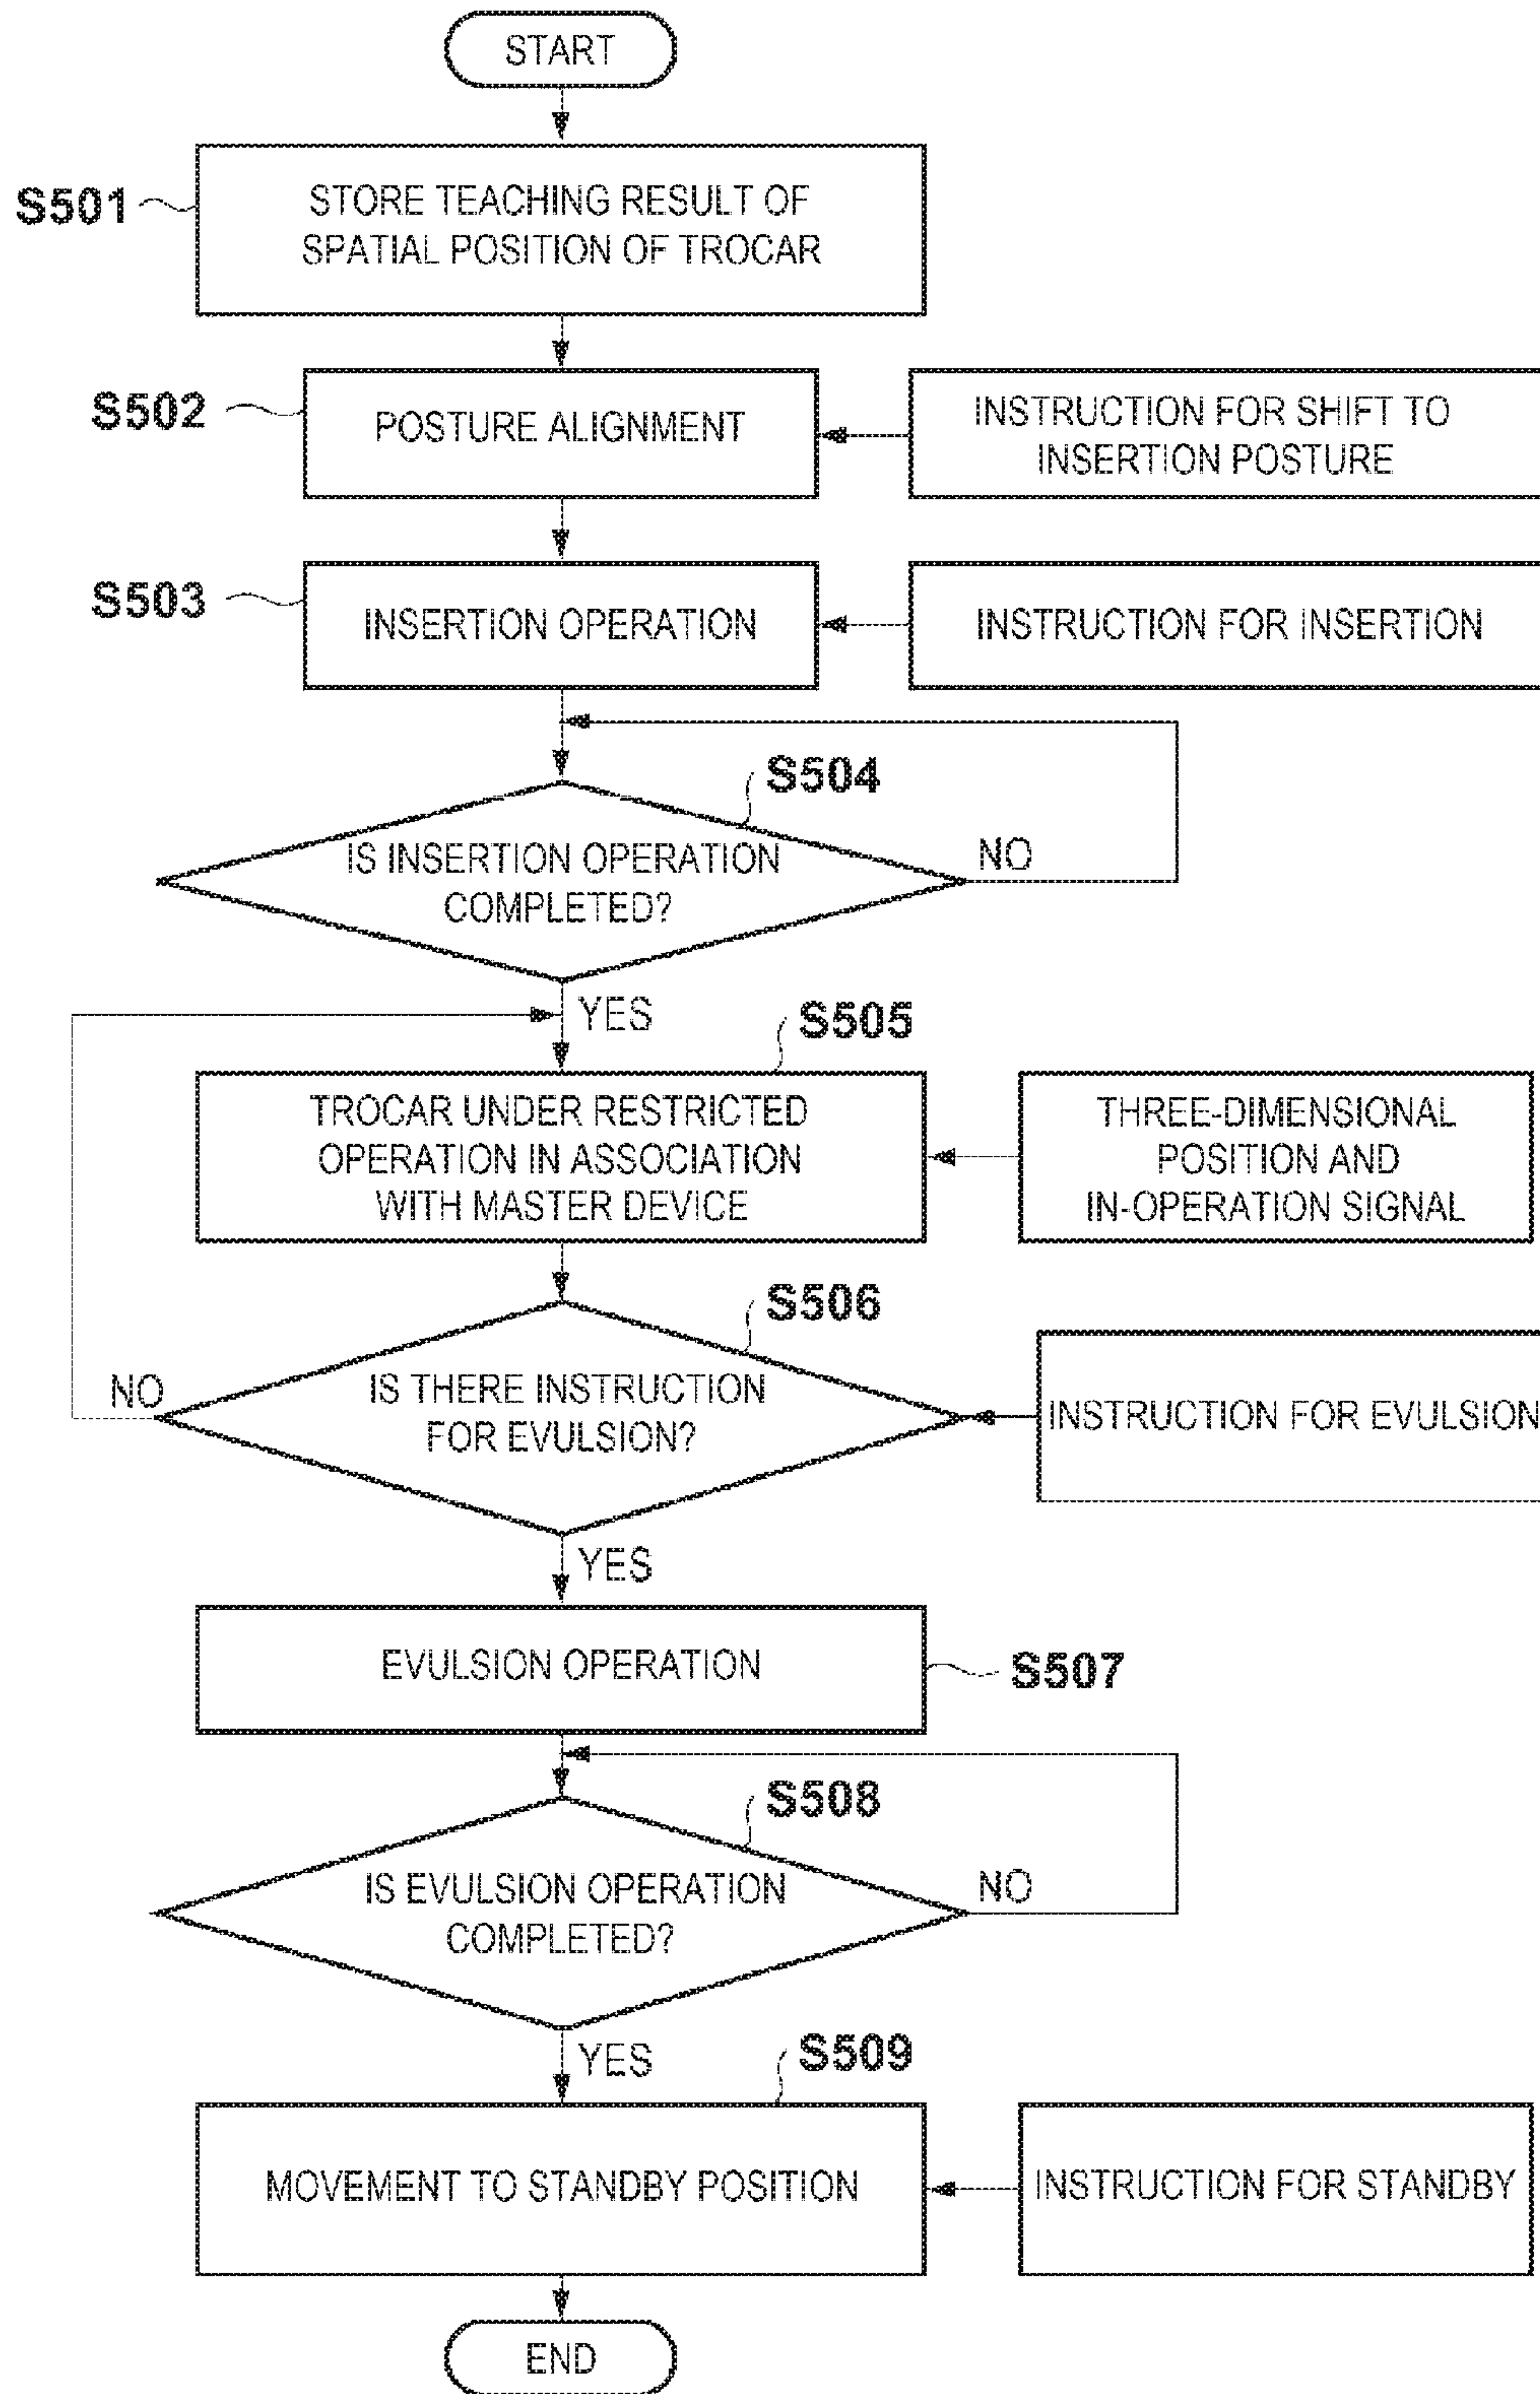 START
S501
STORE TEACHING RESULT OF
SPATIAL POSITION OF TROCAR
S502
POSTURE ALIGNMENT
INSTRUCTION FOR SHIFT TO
INSERTION POSTURE
S503
INSERTION OPERATION
INSTRUCTION FOR INSERTION
S504
IS INSERTION OPERATION
COMPLETED?
NO
YES
S505
TROCAR UNDER RESTRICTED
OPERATION IN ASSOCIATION
WITH MASTER DEVICE
THREE-DIMENSIONAL
POSITION AND
IN-OPERATION SIGNAL
S506
IS THERE INSTRUCTION
FOR EVULSION?
NO
INSTRUCTION FOR EVULSION
YES
EVULSION OPERATION
S507
S508
IS EVULSION OPERATION
COMPLETED?
NO
YES
S509
MOVEMENT TO STANDBY POSITION
INSTRUCTION FOR STANDBY
END